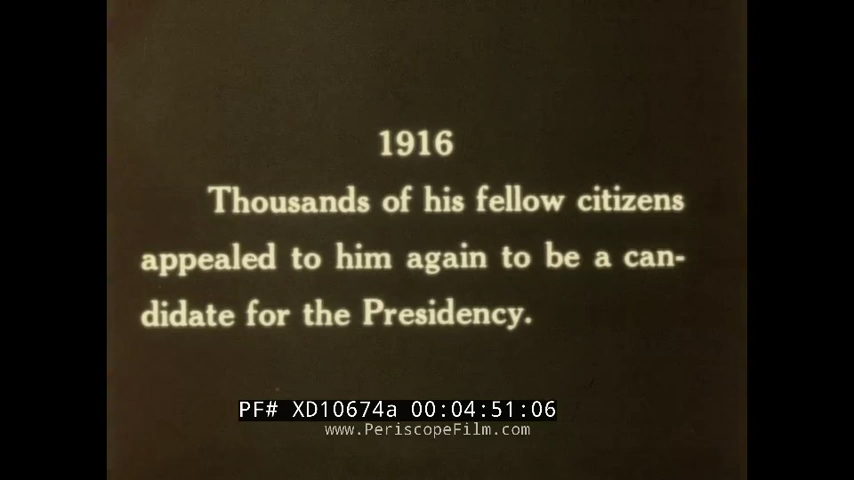 1916
Thousands of his fellow citizens
appealed to him again to be a can-
didate for the Presidency.
PF# XD10674a 00:04:51:06
www.PeriscopeFilm.com